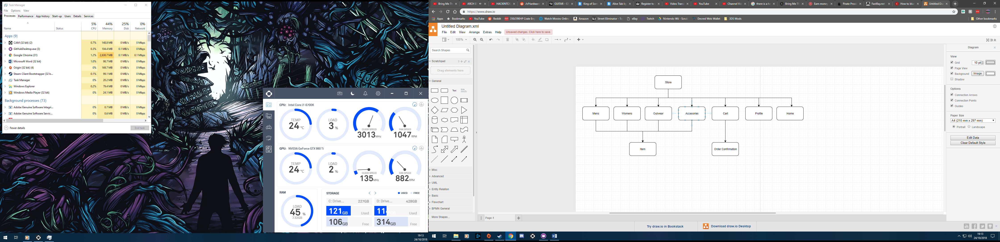 Task Manager
File Options View
Processes Performance App history Start-up Users Details Services
5% 44% 25% 0%
Name Status CPU Memory Disk Network
Apps (9)
CAM (32 bit) (2) 0.7% 148.8 MB 0 MB/s 0 Mbps
GitHubDesktop.exe (3) 0.3% 104.4 MB 0.1 MB/s 0 Mbps
Google Chrome (31) 1.2% 2,630.7 MB 0.1 MB/s 0.1 Mbps
Microsoft Word (32 bit) 1.0% 98.7 MB 0 MB/s 0 Mbps
Origin (32 bit) (4) 0% 169.7 MB 0 MB/s 0 Mbps
Steam Client Bootstrapper (32 b... 0.1% 99.1 MB 0 MB/s 0 Mbps
Task Manager 0% 20.2 MB 0 MB/s 0 Mbps
Windows Explorer 0.2% 79.4 MB 0 MB/s 0 Mbps
Windows Media Player (32 bit) 0% 24.1 MB 0 MB/s 0 Mbps
Background processes (73)
Adobe Genuine Software Integri... 0% 0.7 MB 0 MB/s 0 Mbps
Adobe Genuine Software Servic... 0% 0.6 MB 0 MB/s 0 Mbps
Fewer details End task
CPU: Intel Core i7-6700K
TEMP LOAD
24 °C 3 %
CLOCK SPEED FAN SPEED
3013 MHz 1047 RPM
GPU: NVIDIA GeForce GTX 980 Ti
TEMP LOAD
24 °C 2 %
CLOCK SPEED FAN SPEED
135 MHz 882 RPM
RAM
LOAD
45 %
7.32GB
STORAGE USED FREE
C: Drive... 227GB D: Drive... 428GB
121GB Used 114 Used
106GB Free 314GB Free
19:13
24/10/2018
Bring Me Th ARCH E HACKINTOS /r/Hardware GUITAR - G King of Son Alive Tab by Register to Video Trans YouTube Channel Vid there is a he Bring Me Th Earn money Pirate Proxi FastBay.net How to blu Untitled Dia
https://www.draw.io
Apps Bookmarks YouTube Reddit 350/290HP Crate Eng Watch Movies Online Amazon Street Eliminator - To eBay Twitch Nintendo Wii - Scrub Decred Web Wallet 3DS Mods Other bookmarks
Untitled Diagram.xml
File Edit View Arrange Extras Help Unsaved changes. Click here to save.
100%
Search Shapes
Scratchpad
Drag elements here
General
Text
Misc
Advanced
UML
Entity Relation
Basic
Flowchart
BPMN General
More Shapes...
Store
Mens Womens Outwear Accesories Cart Profile Home
Item Order Confirmation
Page-1
Diagram
View
Grid 10 pt
Page View
Background Image
Shadow
Options
Connection Arrows
Connection Points
Guides
Paper Size
A4 (210 mm x 297 mm)
Portrait Landscape
Edit Data
Clear Default Style
Try draw.io in Bookstack Download draw.io Desktop
19:13
24/10/2018